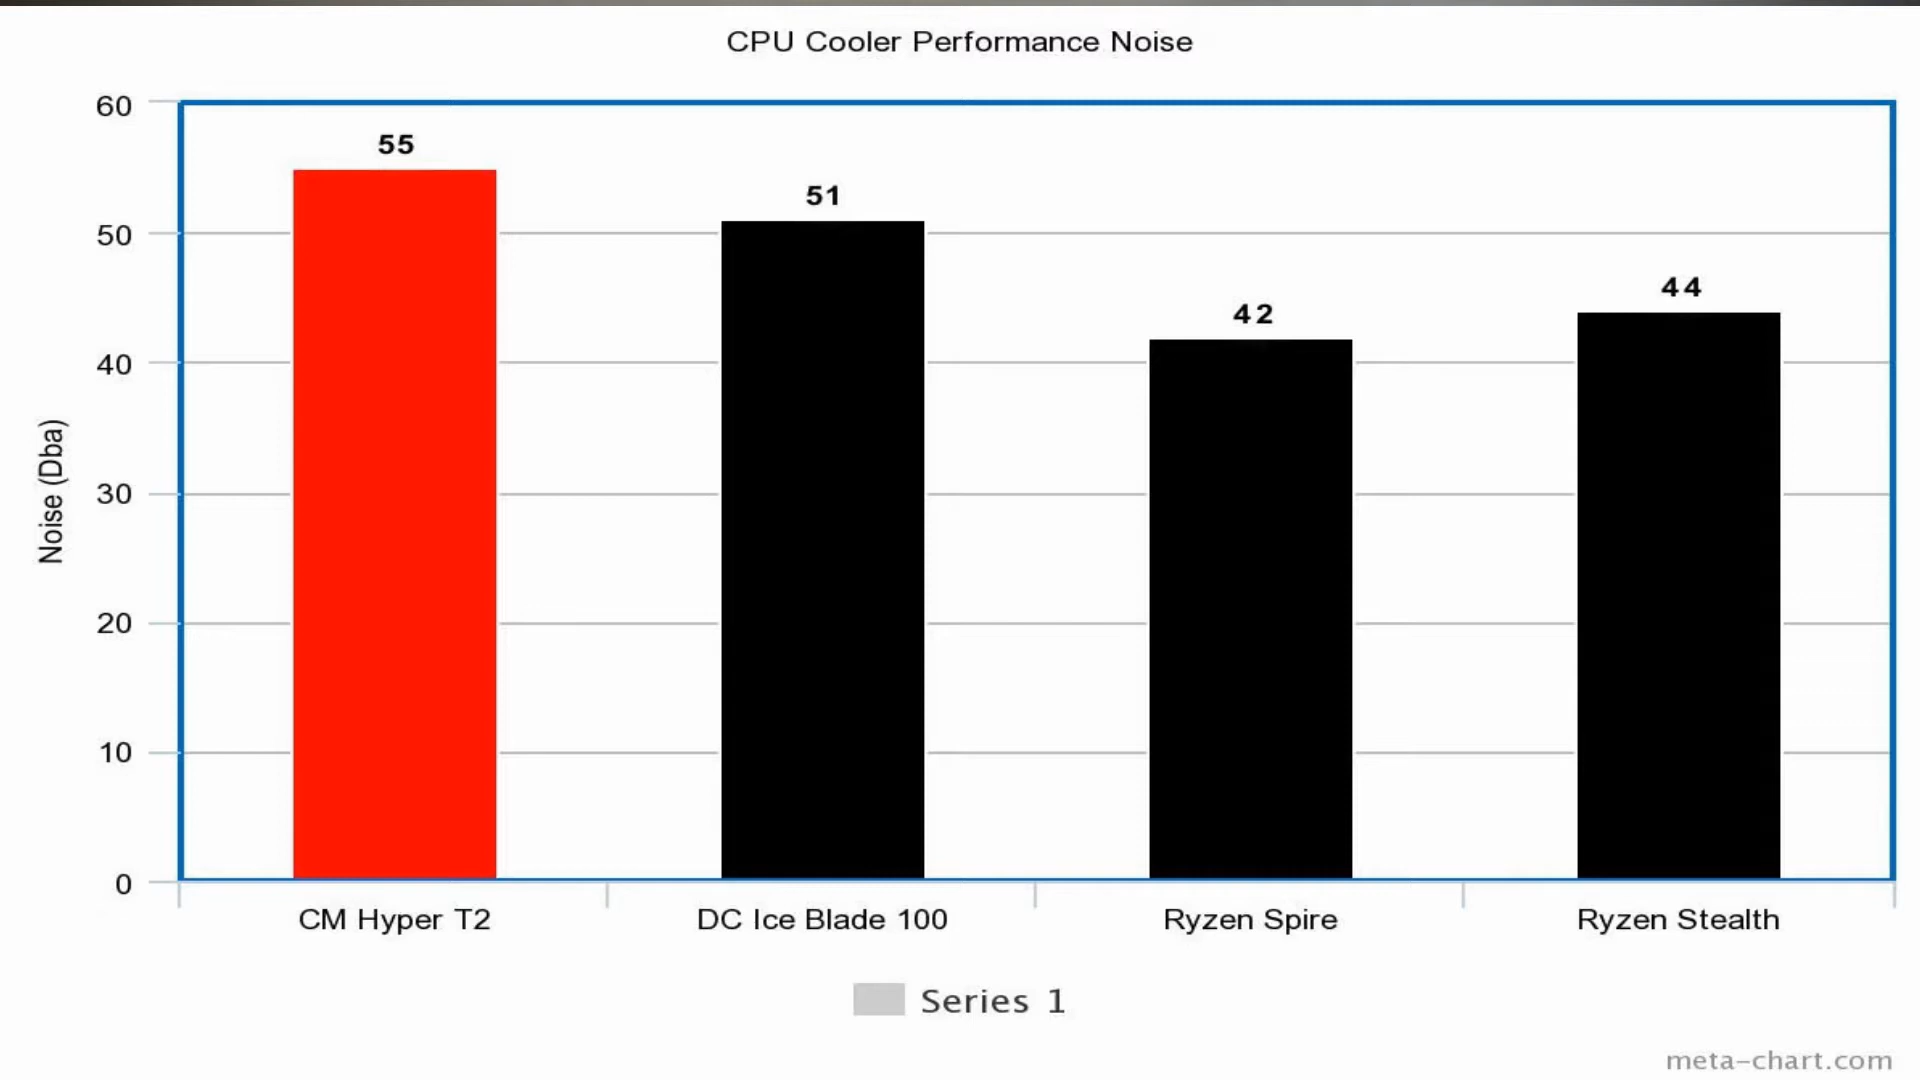 CPU Cooler Performance Noise
60
50
40
30
20
10
0
Noise (Dba)
55
51
42
44
CM Hyper T2
DC Ice Blade 100
Ryzen Spire
Ryzen Stealth
Series 1
meta-chart.com